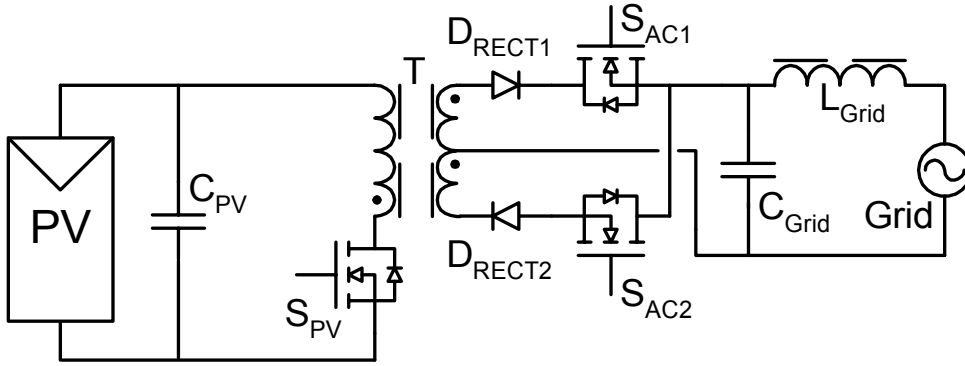 D_RECT1
S_AC1
T
L_Grid
PV
C_PV
C_Grid
Grid
D_RECT2
S_PV
S_AC2